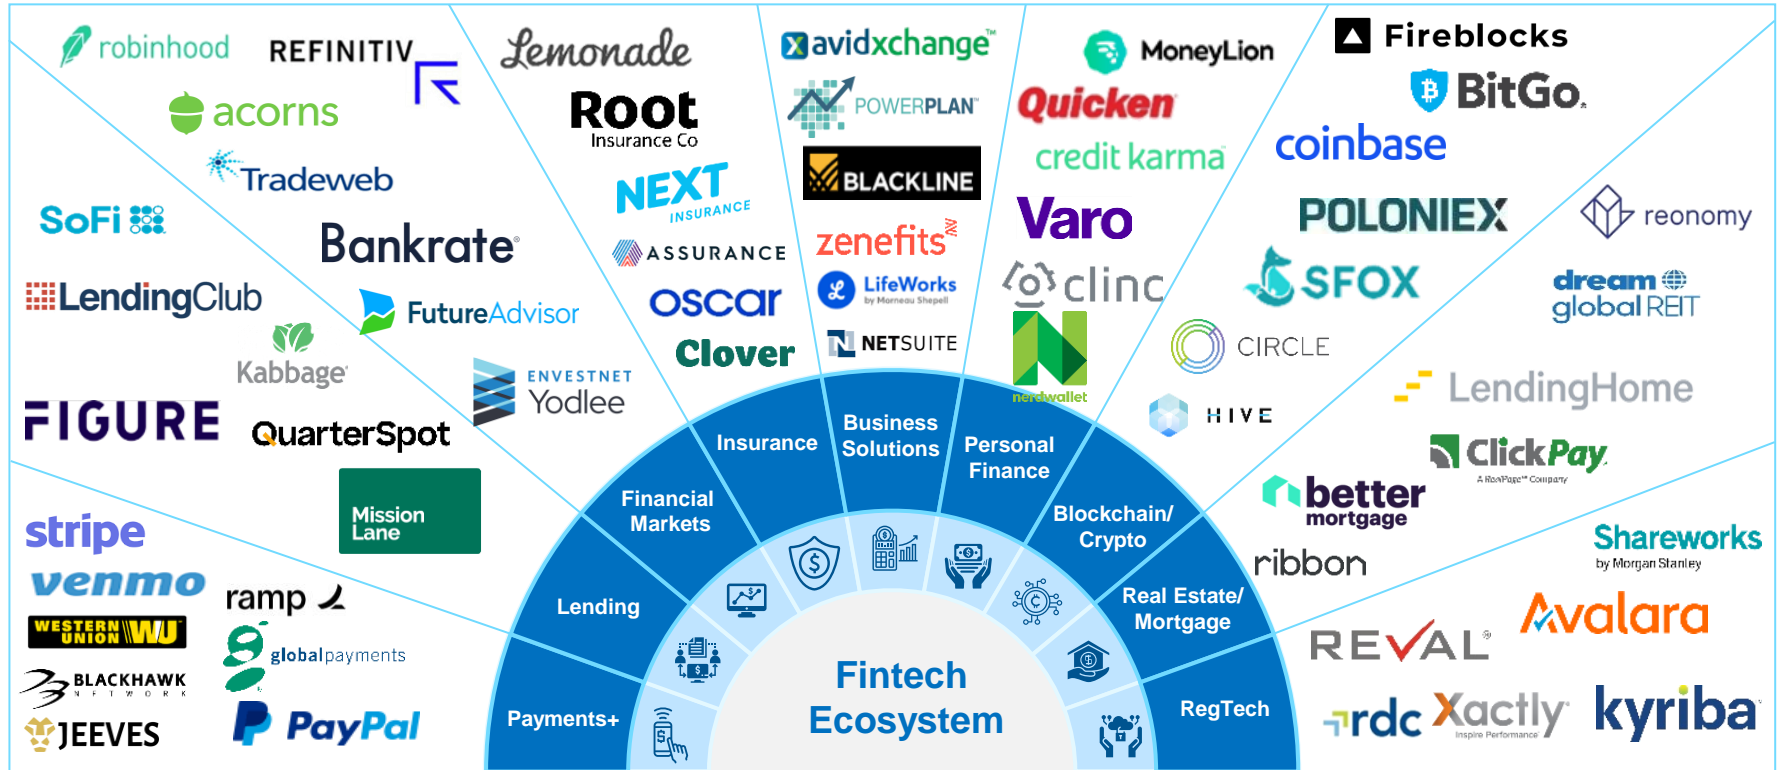 robinhood
REFINITIV
acorns
Tradeweb
Bankrate
FutureAdvisor
ENVESTNET
Yodlee
SoFi
LendingClub
Kabbage
FIGURE
QuarterSpot
Mission
Lane
stripe
venmo
WESTERN
UNION WU
BLACKHAWK
NETWORK
JEEVES
ramp
globalpayments
PayPal
Lemonade
Root
Insurance Co
NEXT
INSURANCE
ASSURANCE
oscar
Clover
avidxchange™
POWERPLAN
BLACKLINE
zenefits
LifeWorks
by Morneau Shepell
NETSUITE
MoneyLion
Quicken
credit karma
Varo
clinc
nerdwallet
Fireblocks
BitGo
coinbase
POLONIEX
SFOX
CIRCLE
HIVE
reonomy
dream
global REIT
LendingHome
ClickPay
A RealPage™ Company
better
mortgage
ribbon
Shareworks
by Morgan Stanley
Avalara
REVAL®
rdc
Xactly
Inspire Performance
kyriba
Payments+
Lending
Financial
Markets
Insurance
Business
Solutions
Personal
Finance
Blockchain/
Crypto
Real Estate/
Mortgage
RegTech
Fintech
Ecosystem